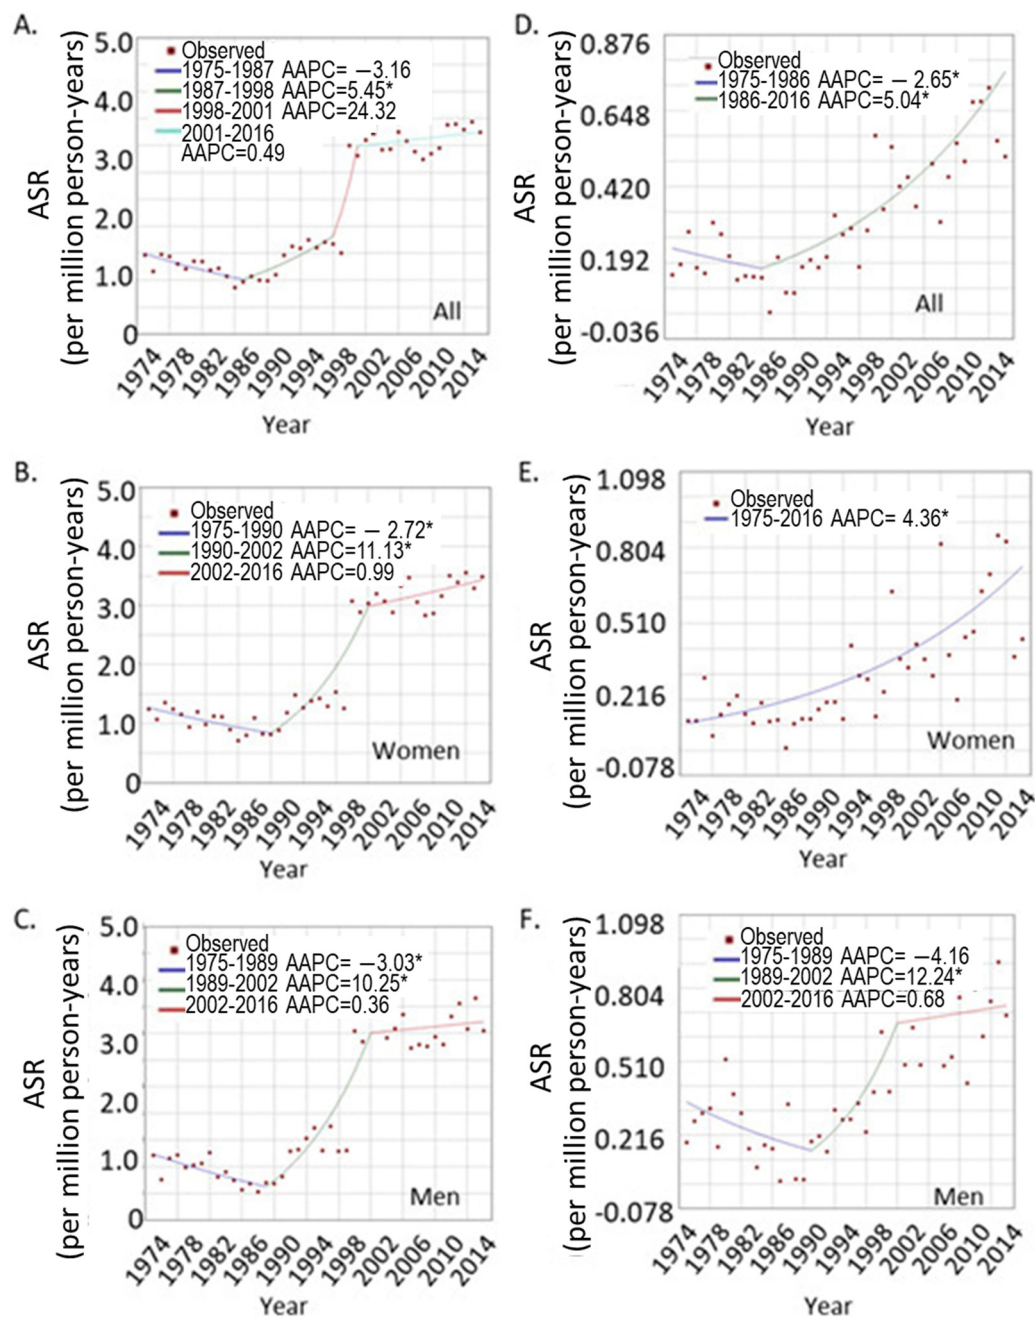 A.
ASR
(per million person-years)
5.0
4.0
3.0
2.0
1.0
0
Observed
1975-1987 AAPC= −3.16
1987-1998 AAPC=5.45*
1998-2001 AAPC=24.32
2001-2016
AAPC=0.49
All
1974 1978 1982 1986 1990 1994 1998 2002 2006 2010 2014
Year
D.
ASR
(per million person-years)
0.876
0.648
0.420
0.192
-0.036
Observed
1975-1986 AAPC= − 2.65*
1986-2016 AAPC=5.04*
All
1974 1978 1982 1986 1990 1994 1998 2002 2006 2010 2014
Year
B.
ASR
(per million person-years)
5.0
4.0
3.0
2.0
1.0
0
Observed
1975-1990 AAPC= − 2.72*
1990-2002 AAPC=11.13*
2002-2016 AAPC=0.99
Women
1974 1978 1982 1986 1990 1994 1998 2002 2006 2010 2014
Year
E.
ASR
(per million person-years)
1.098
0.804
0.510
0.216
-0.078
Observed
1975-2016 AAPC= 4.36*
Women
1974 1978 1982 1986 1990 1994 1998 2002 2006 2010 2014
Year
C.
ASR
(per million person-years)
5.0
4.0
3.0
2.0
1.0
0
Observed
1975-1989 AAPC= −3.03*
1989-2002 AAPC=10.25*
2002-2016 AAPC=0.36
Men
1974 1978 1982 1986 1990 1994 1998 2002 2006 2010 2014
Year
F.
ASR
(per million person-years)
1.098
0.804
0.510
0.216
-0.078
Observed
1975-1989 AAPC= −4.16
1989-2002 AAPC=12.24*
2002-2016 AAPC=0.68
Men
1974 1978 1982 1986 1990 1994 1998 2002 2006 2010 2014
Year